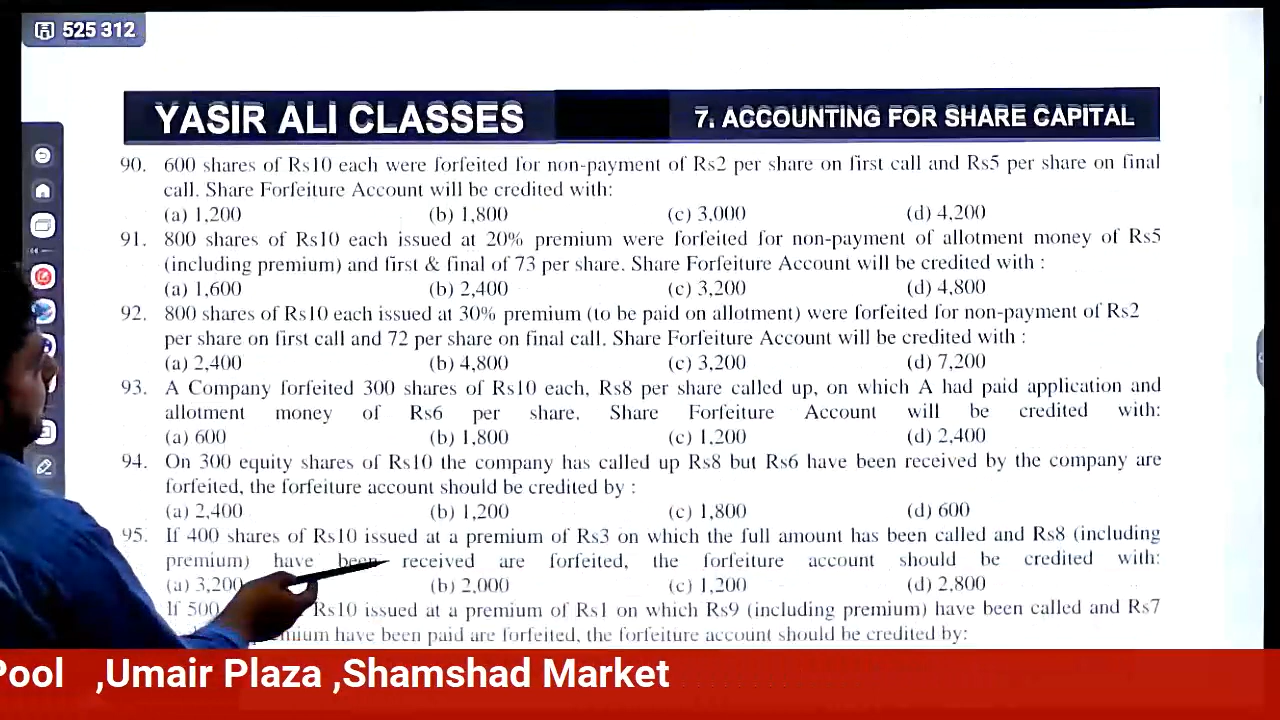 525 312
YASIR ALI CLASSES
7. ACCOUNTING FOR SHARE CAPITAL
90. 600 shares of Rs10 each were forfeited for non-payment of Rs2 per share on first call and Rs5 per share on final
call. Share Forfeiture Account will be credited with:
(a) 1,200 (b) 1,800 (c) 3,000 (d) 4,200
91. 800 shares of Rs10 each issued at 20% premium were forfeited for non-payment of allotment money of Rs5
(including premium) and first & final of 73 per share. Share Forfeiture Account will be credited with :
(a) 1,600 (b) 2,400 (c) 3,200 (d) 4,800
92. 800 shares of Rs10 each issued at 30% premium (to be paid on allotment) were forfeited for non-payment of Rs2
per share on first call and 72 per share on final call. Share Forfeiture Account will be credited with :
(a) 2,400 (b) 4,800 (c) 3,200 (d) 7,200
93. A Company forfeited 300 shares of Rs10 each, Rs8 per share called up, on which A had paid application and
allotment money of Rs6 per share. Share Forfeiture Account will be credited with:
(a) 600 (b) 1,800 (c) 1,200 (d) 2,400
94. On 300 equity shares of Rs10 the company has called up Rs8 but Rs6 have been received by the company are
forfeited, the forfeiture account should be credited by :
(a) 2,400 (b) 1,200 (c) 1,800 (d) 600
95. If 400 shares of Rs10 issued at a premium of Rs3 on which the full amount has been called and Rs8 (including
premium) have been received are forfeited, the forfeiture account should be credited with:
(a) 3,200 (b) 2,000 (c) 1,200 (d) 2,800
If 500 Rs10 issued at a premium of Rs1 on which Rs9 (including premium) have been called and Rs7
have been paid are forfeited, the forfeiture account should be credited by:
Pool ,Umair Plaza ,Shamshad Market